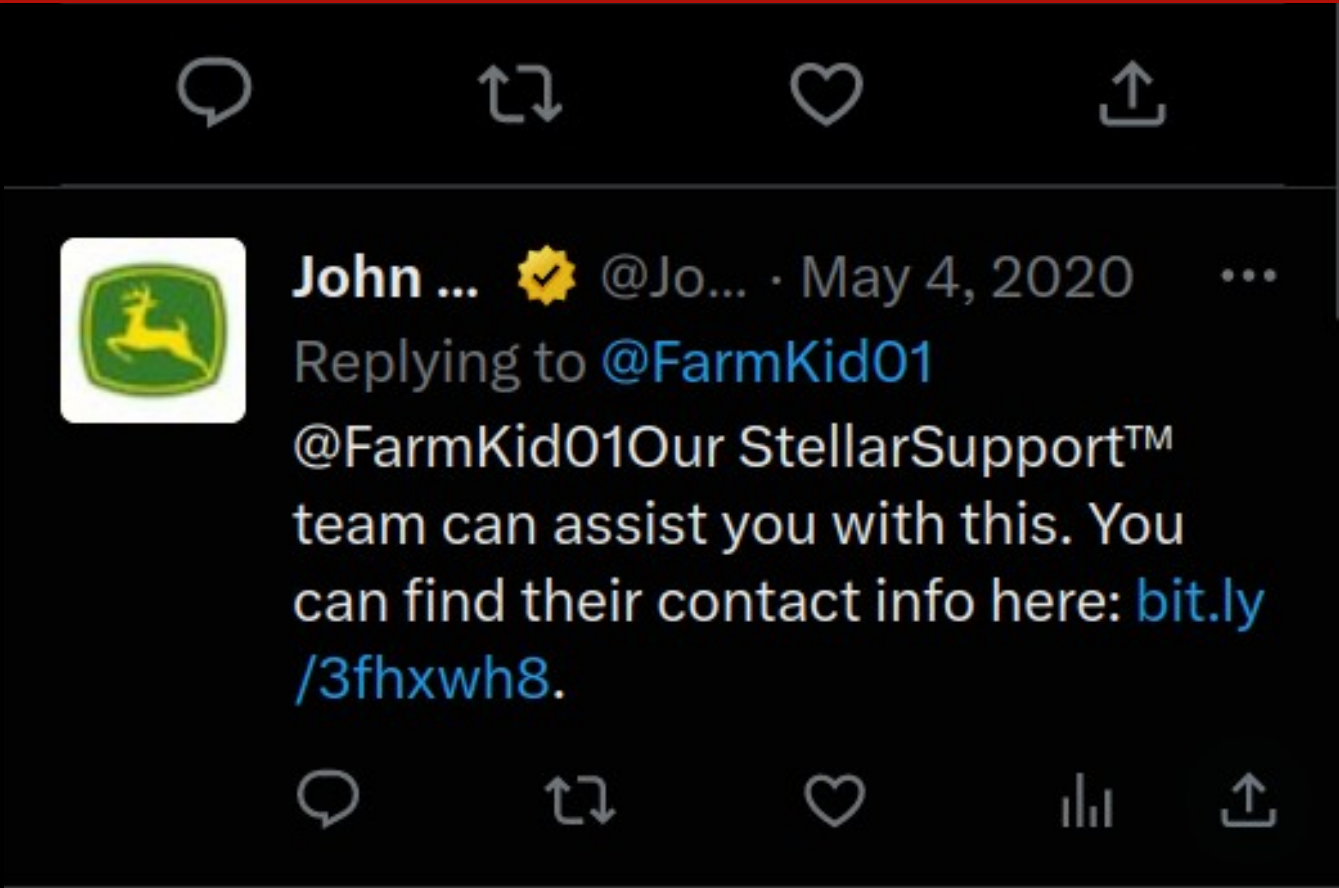 John ... @Jo... · May 4, 2020
Replying to @FarmKid01
@FarmKid01Our StellarSupport™
team can assist you with this. You
can find their contact info here: bit.ly
/3fhxwh8.